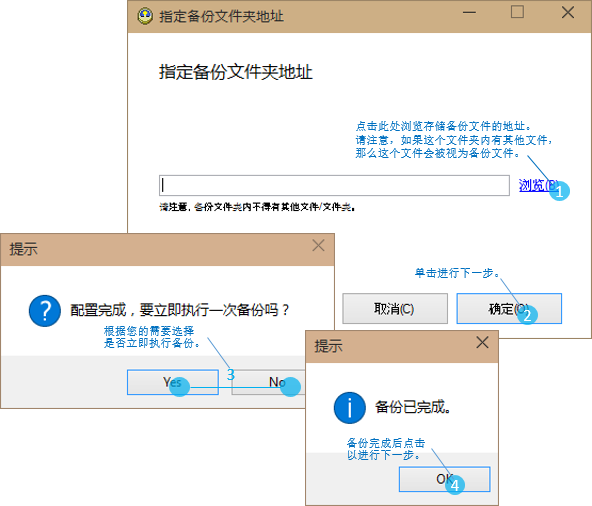 指定备份文件夹地址
指定备份文件夹地址
点击此处浏览存储备份文件的地址。
请注意，如果这个文件夹内有其他文件，
那么这个文件会被视为备份文件。
浏览(B)
1
请注意，备份文件夹内不得有其他文件/文件夹。
单击进行下一步。
取消(C)
确定(O)
2
提示
?
配置完成，要立即执行一次备份吗？
根据您的需要选择
是否立即执行备份。
3
Yes
No
提示
i
备份已完成。
备份完成后点击
以进行下一步。
OK
4